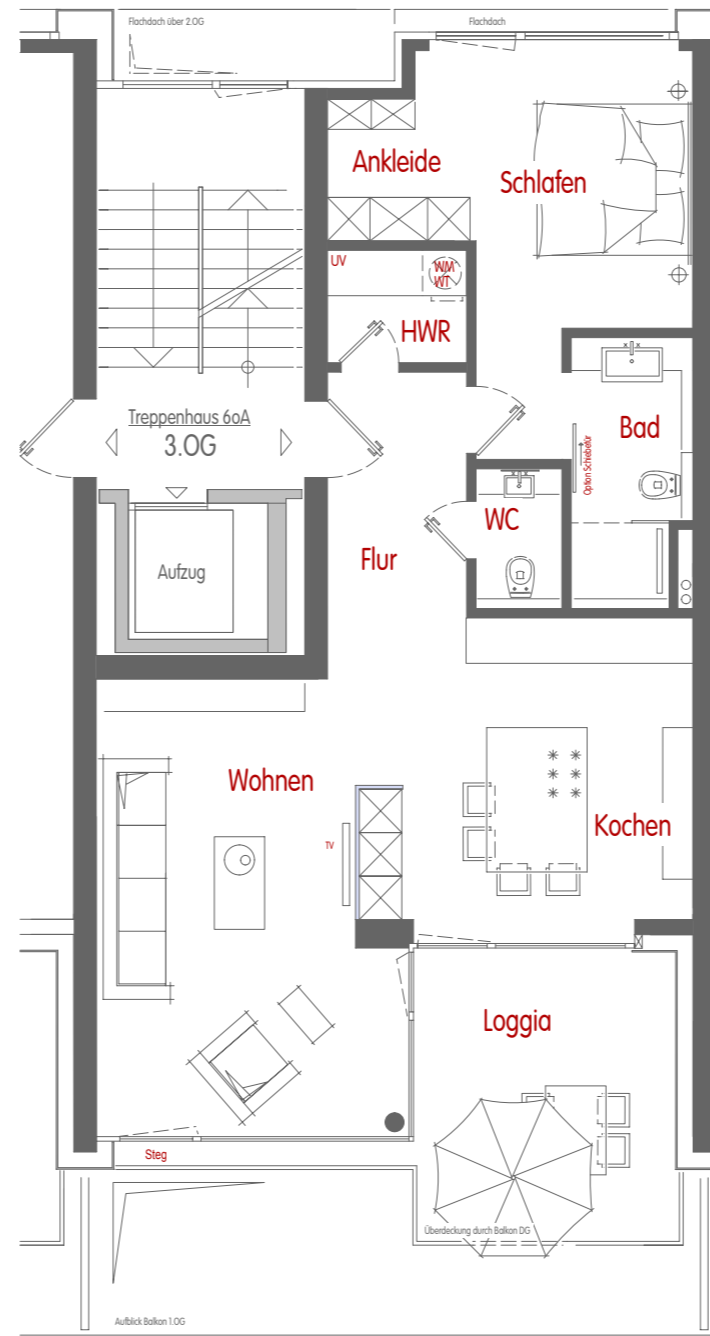 Flachdach über 2.OG
Flachdach
Ankleide
Schlafen
UV
WM
WT
HWR
Treppenhaus 60A
3.OG
Bad
Option Schiebetür
WC
Aufzug
Flur
Wohnen
TV
Kochen
Loggia
Steg
Überdeckung durch Balkon DG
Aufblick Balkon 1.OG